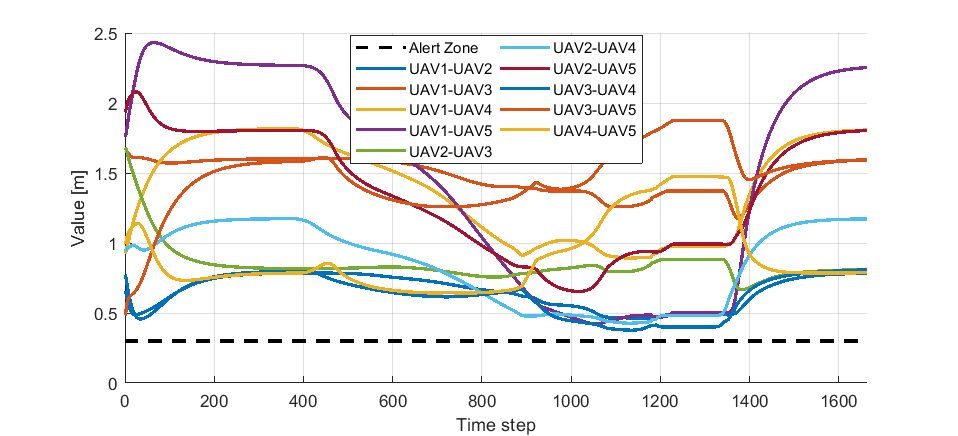 2.5
2
1.5
1
0.5
0
Value [m]
Alert Zone
UAV1-UAV2
UAV1-UAV3
UAV1-UAV4
UAV1-UAV5
UAV2-UAV3
UAV2-UAV4
UAV2-UAV5
UAV3-UAV4
UAV3-UAV5
UAV4-UAV5
0 200 400 600 800 1000 1200 1400 1600
Time step